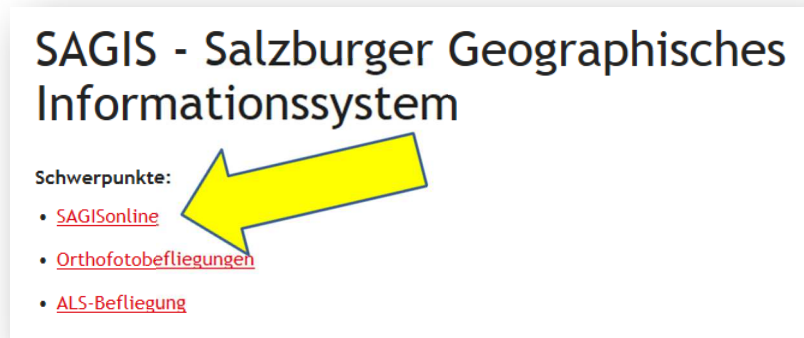 SAGIS - Salzburger Geographisches
Informationssystem
Schwerpunkte:
• SAGISonline
• Orthofotobefliegungen
• ALS-Befliegung